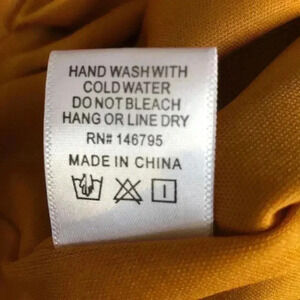 HAND WASH WITH
COLD WATER
DO NOT BLEACH
HANG OR LINE DRY
RN# 146795
MADE IN CHINA